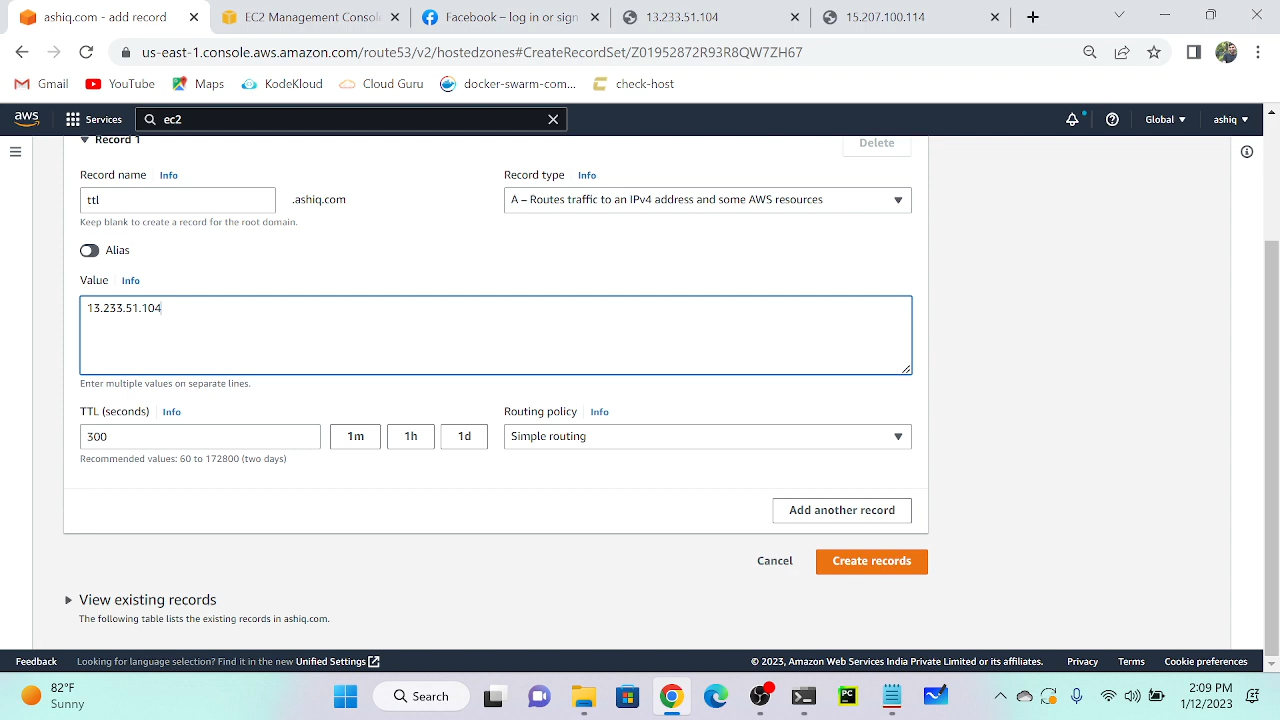 ashiq.com - add record
EC2 Management Consol
Facebook – log in or sign
13.233.51.104
15.207.100.114
us-east-1.console.aws.amazon.com/route53/v2/hostedzones#CreateRecordSet/Z01952872R93R8QW7ZH67
Gmail
YouTube
Maps
KodeKloud
Cloud Guru
docker-swarm-com...
check-host
aws
Services
ec2
Global
ashiq
Record 1
Delete
Record name Info
Record type Info
ttl
.ashiq.com
A – Routes traffic to an IPv4 address and some AWS resources
Keep blank to create a record for the root domain.
Alias
Value Info
13.233.51.104
Enter multiple values on separate lines.
TTL (seconds) Info
Routing policy Info
300
1m
1h
1d
Simple routing
Recommended values: 60 to 172800 (two days)
Add another record
Cancel
Create records
View existing records
The following table lists the existing records in ashiq.com.
Feedback
Looking for language selection? Find it in the new Unified Settings
© 2023, Amazon Web Services India Private Limited or its affiliates.
Privacy
Terms
Cookie preferences
82°F
Sunny
Search
PC
2:09 PM
1/12/2023